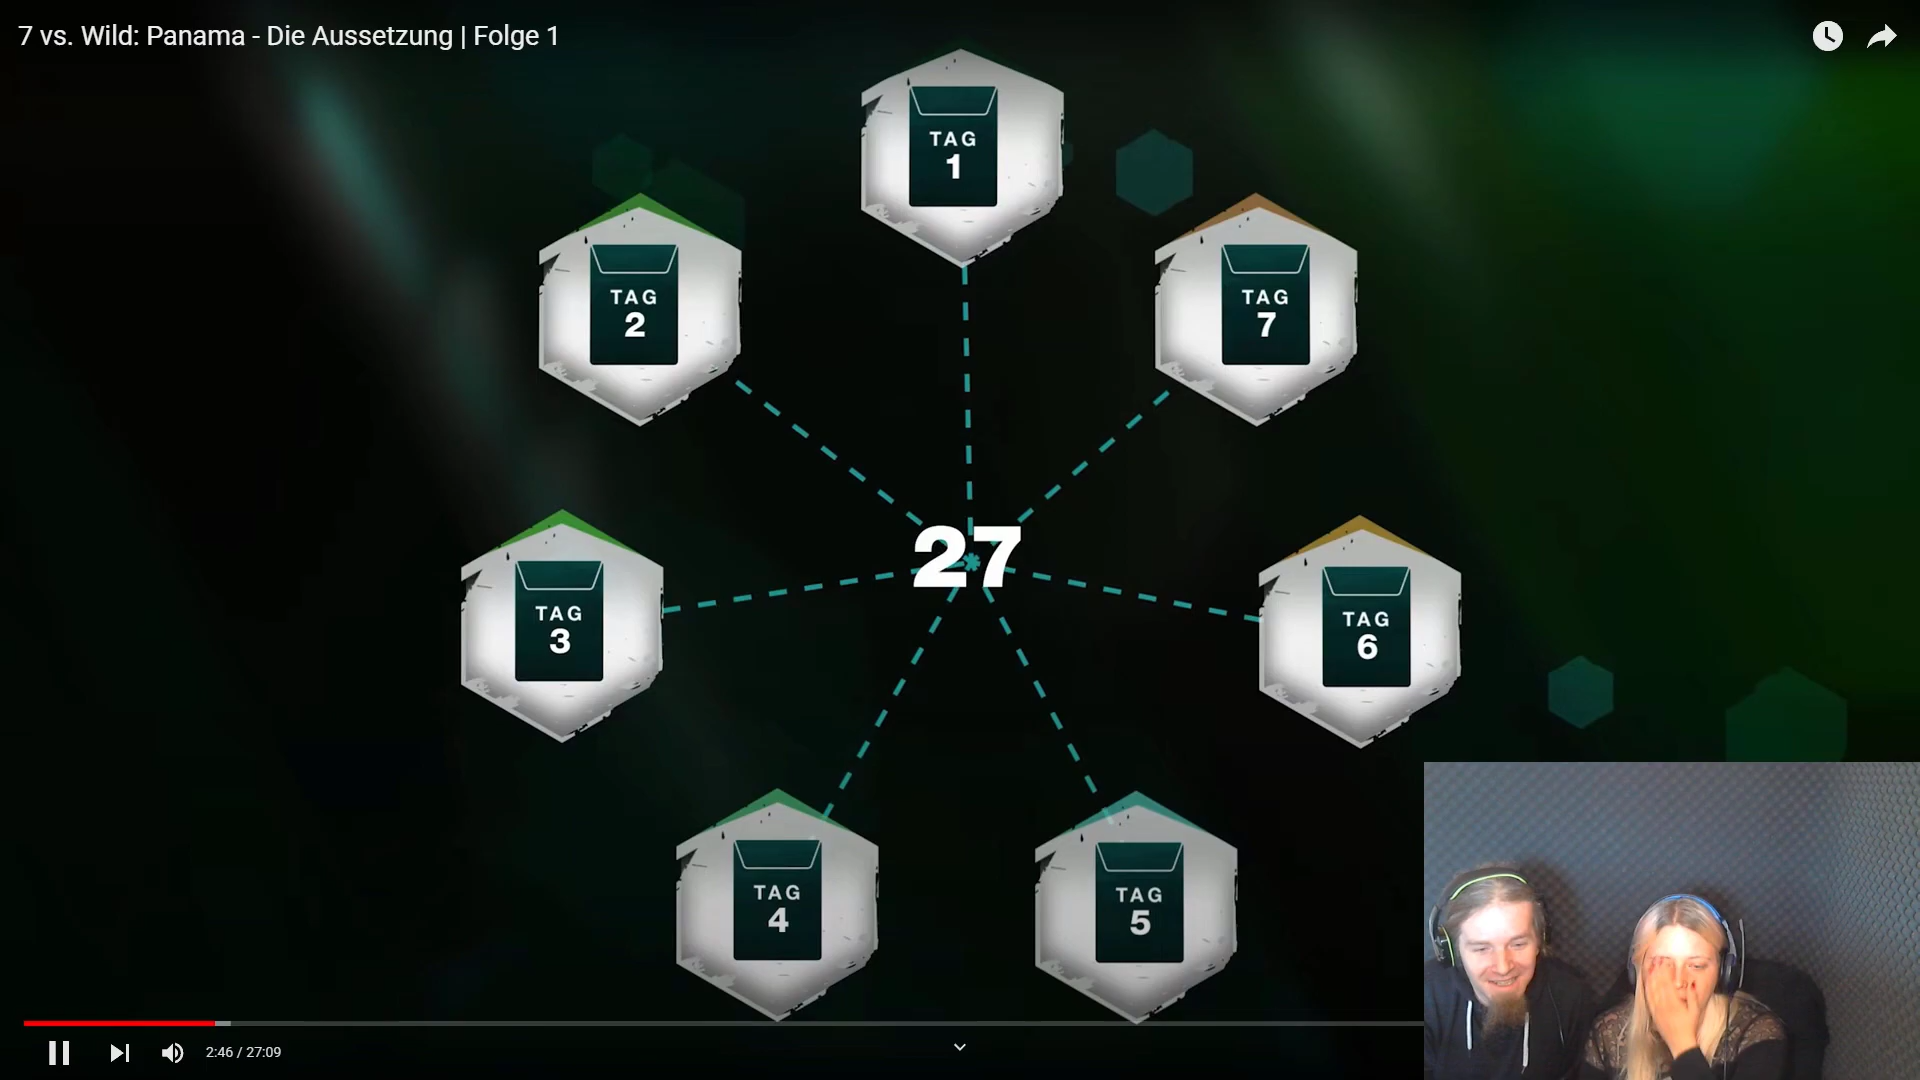 7 vs. Wild: Panama - Die Aussetzung | Folge 1
TAG
1
TAG
2
TAG
7
27
TAG
3
TAG
6
TAG
4
TAG
5
2:46 / 27:09